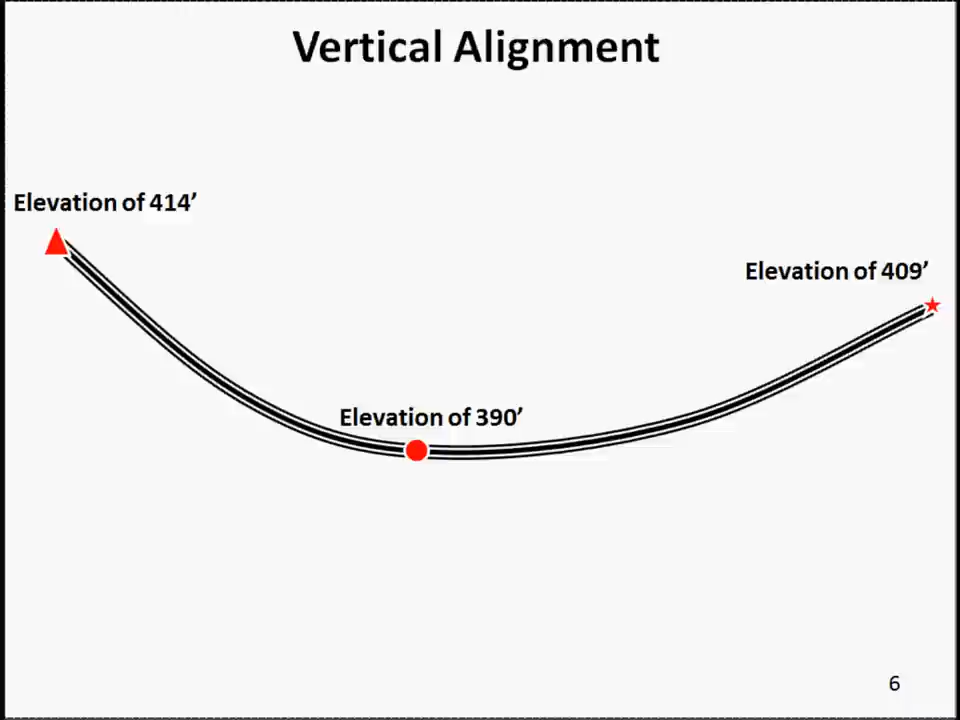 Vertical Alignment
Elevation of 414’
Elevation of 409’
Elevation of 390’
6